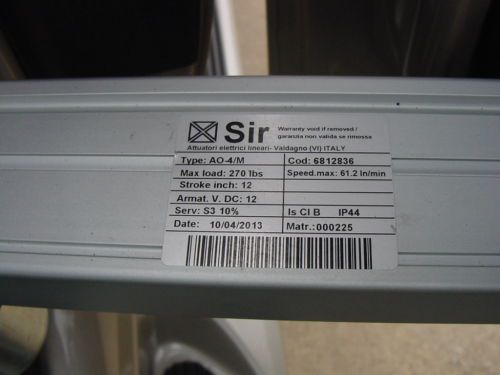 Sir
Warranty void if removed /
garanzia non valida se rimossa
Attuatori elettrici lineari- Valdagno (VI) ITALY
Type: AO-4/M Cod: 6812836
Max load: 270 lbs Speed.max: 61.2 In/min
Stroke inch: 12
Armat. V. DC: 12
Serv: S3 10% Is Cl B IP44
Date: 10/04/2013 Matr.:000225